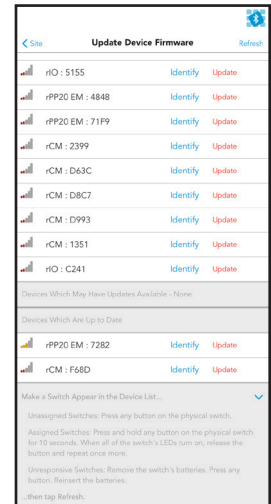 Site Update Device Firmware Refresh
rIO : 5155 Identify Update
rPP20 EM : 4848 Identify Update
rPP20 EM : 71F9 Identify Update
rCM : 2399 Identify Update
rCM : D63C Identify Update
rCM : D8C7 Identify Update
rCM : D993 Identify Update
rCM : 1351 Identify Update
rIO : C241 Identify Update
Devices Which May Have Updates Available - None
Devices Which Are Up to Date
rPP20 EM : 7282 Identify Update
rCM : F68D Identify Update
Make a Switch Appear in the Device List...
Unassigned Switches: Press any button on the physical switch.
Assigned Switches: Press and hold any button on the physical switch
for 10 seconds. When all of the switch's LEDs turn on, release the
button and repeat once more.
Unresponsive Switches: Remove the switch's batteries. Press any
button. Reinsert the batteries.
...then tap Refresh.